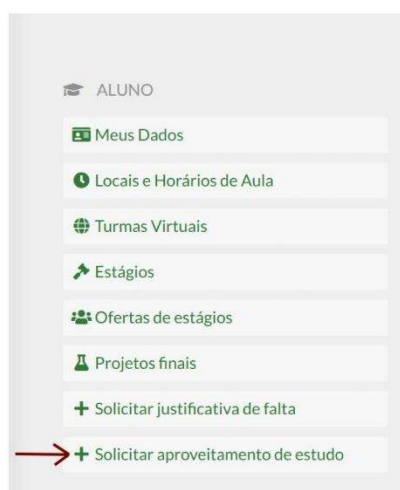 ALUNO
Meus Dados
Locais e Horários de Aula
Turmas Virtuais
Estágios
Ofertas de estágios
Projetos finais
Solicitar justificativa de falta
Solicitar aproveitamento de estudo